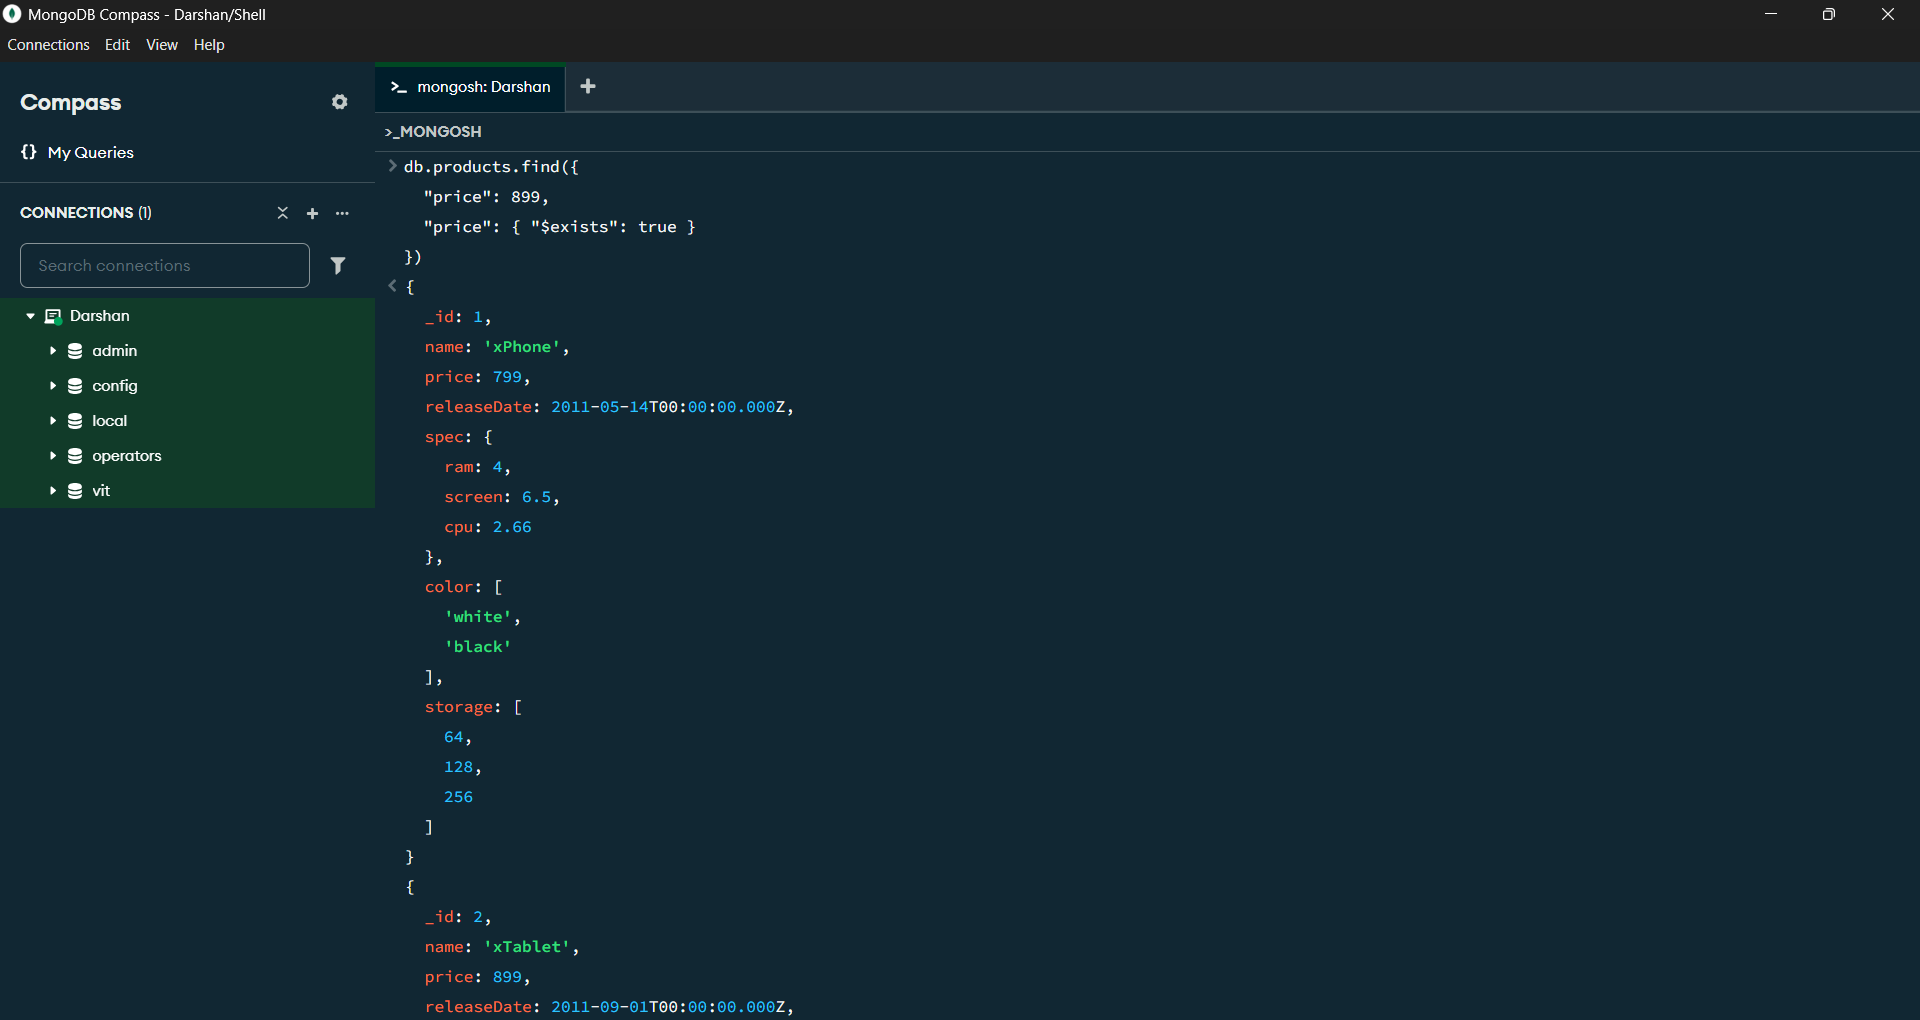 MongoDB Compass - Darshan/Shell
Connections Edit View Help
Compass
{} My Queries
CONNECTIONS (1)
Search connections
Darshan
admin
config
local
operators
vit
>_ mongosh: Darshan +
>_MONGOSH
> db.products.find({
"price": 899,
"price": { "$exists": true }
})
< {
_id: 1,
name: 'xPhone',
price: 799,
releaseDate: 2011-05-14T00:00:00.000Z,
spec: {
ram: 4,
screen: 6.5,
cpu: 2.66
},
color: [
'white',
'black'
],
storage: [
64,
128,
256
]
}
{
_id: 2,
name: 'xTablet',
price: 899,
releaseDate: 2011-09-01T00:00:00.000Z,